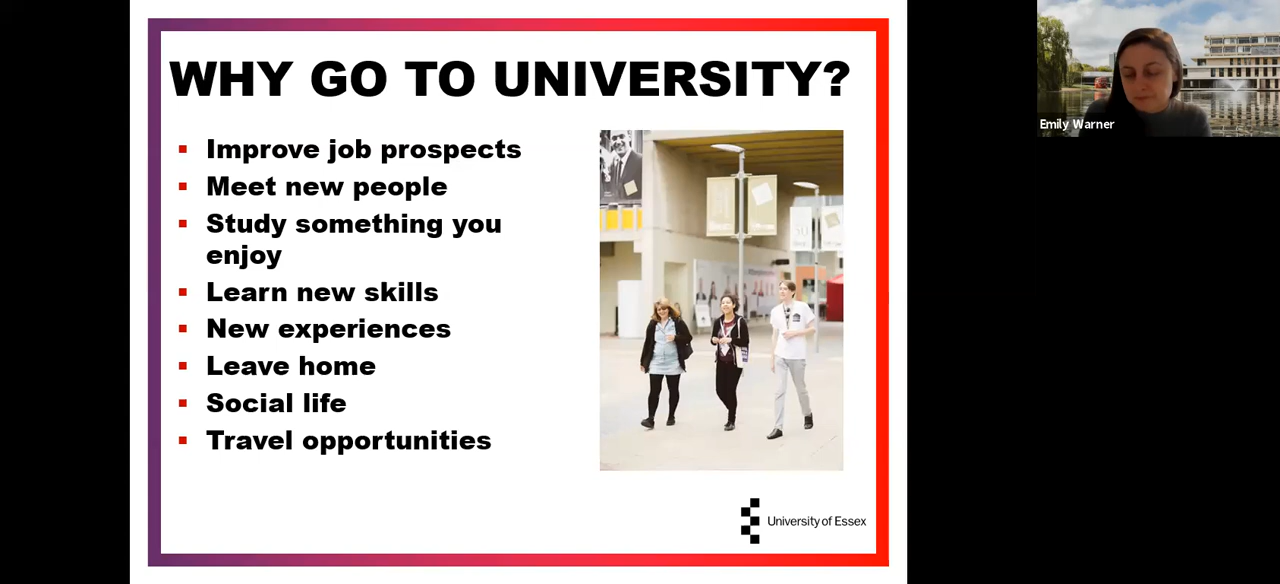 WHY GO TO UNIVERSITY?
Improve job prospects
Meet new people
Study something you
enjoy
Learn new skills
New experiences
Leave home
Social life
Travel opportunities
University of Essex
Emily Warner